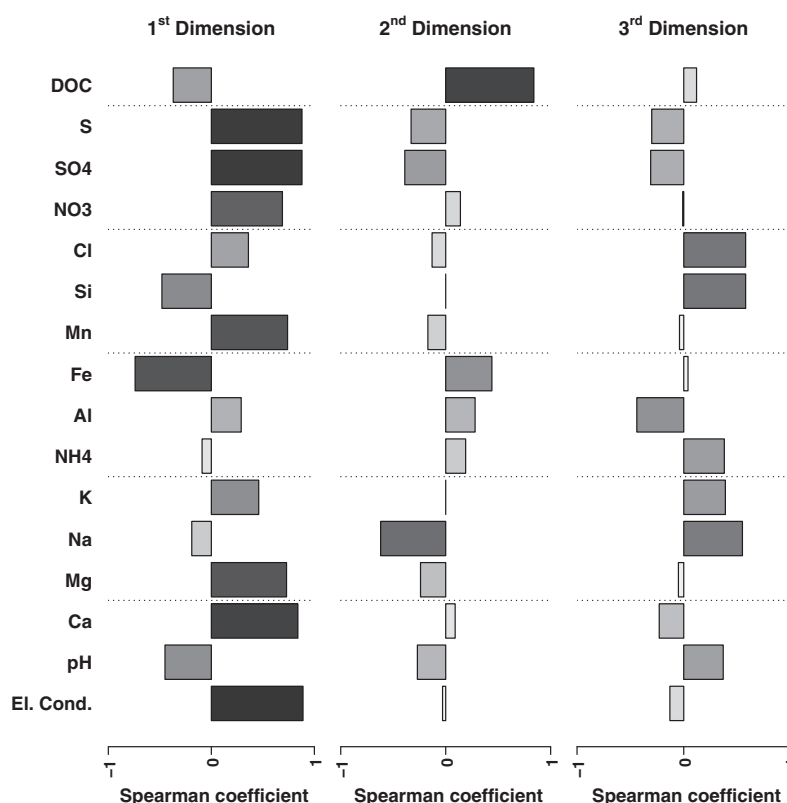 1st Dimension 2nd Dimension 3rd Dimension
DOC
S
SO4
NO3
Cl
Si
Mn
Fe
Al
NH4
K
Na
Mg
Ca
pH
El. Cond.
−1 0 1 −1 0 1 −1 0 1
Spearman coefficient Spearman coefficient Spearman coefficient